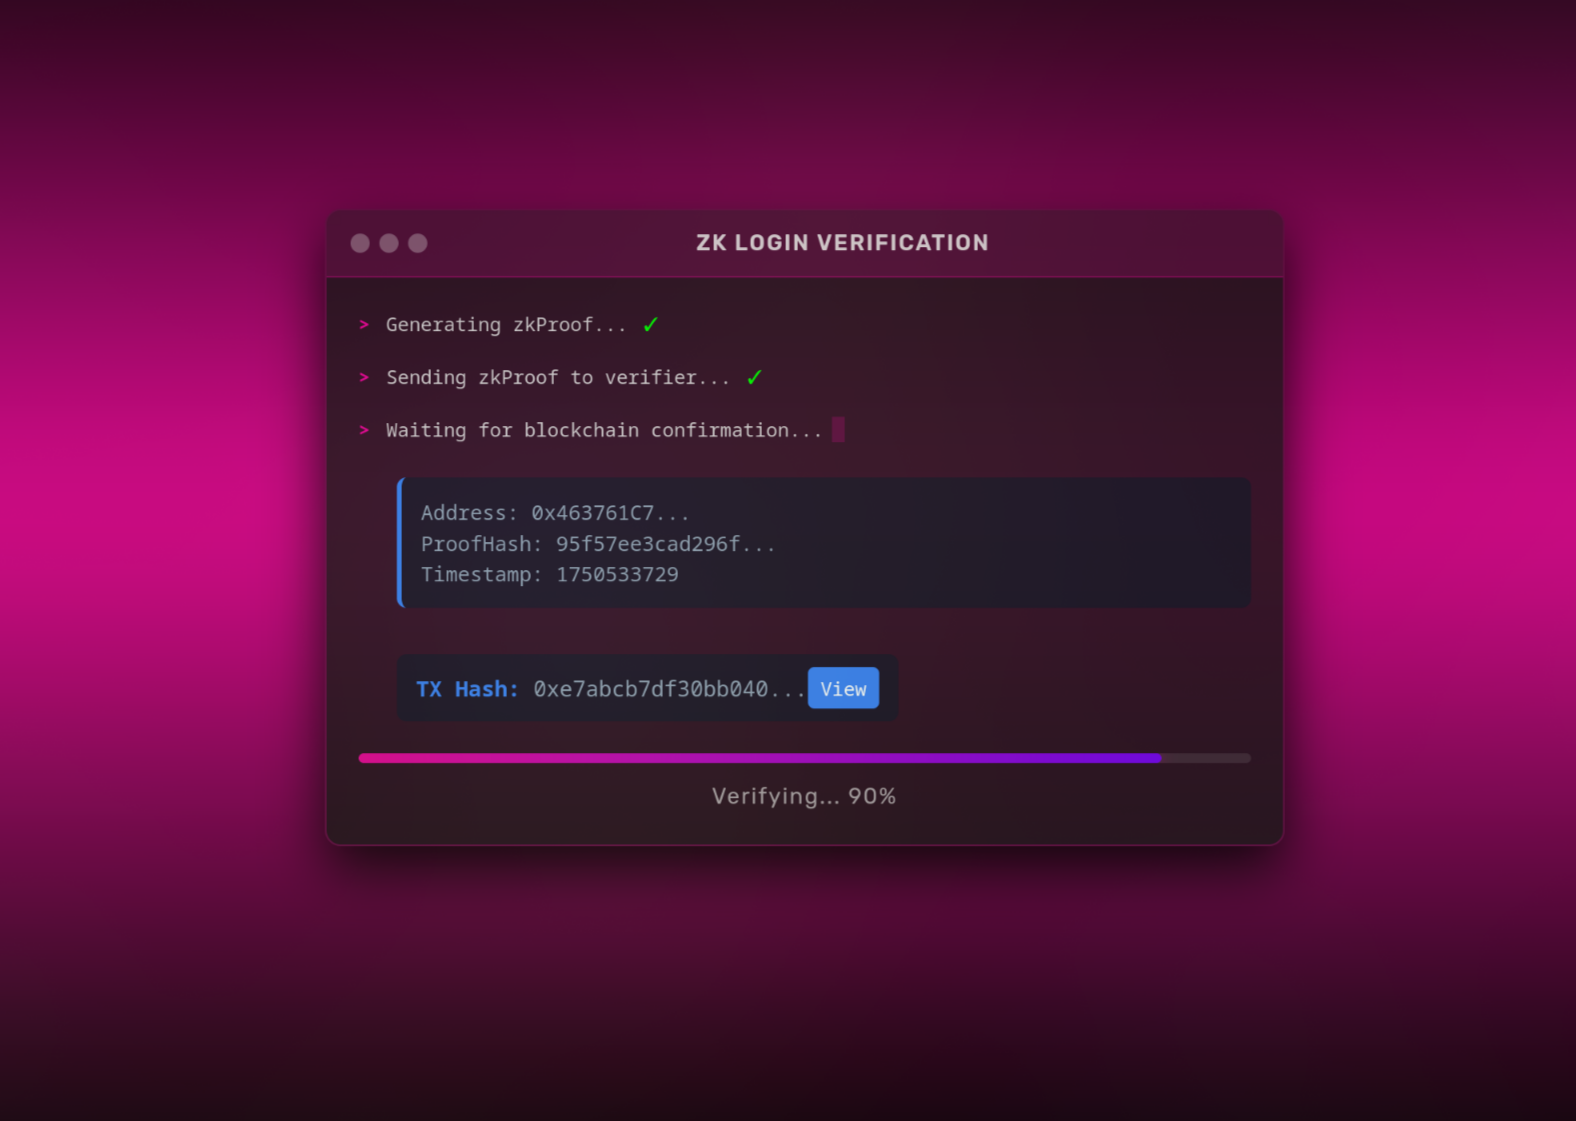 ZK LOGIN VERIFICATION
> Generating zkProof... ✓
> Sending zkProof to verifier... ✓
> Waiting for blockchain confirmation...
Address: 0x463761C7...
ProofHash: 95f57ee3cad296f...
Timestamp: 1750533729
TX Hash: 0xe7abcb7df30bb040... View
Verifying... 90%